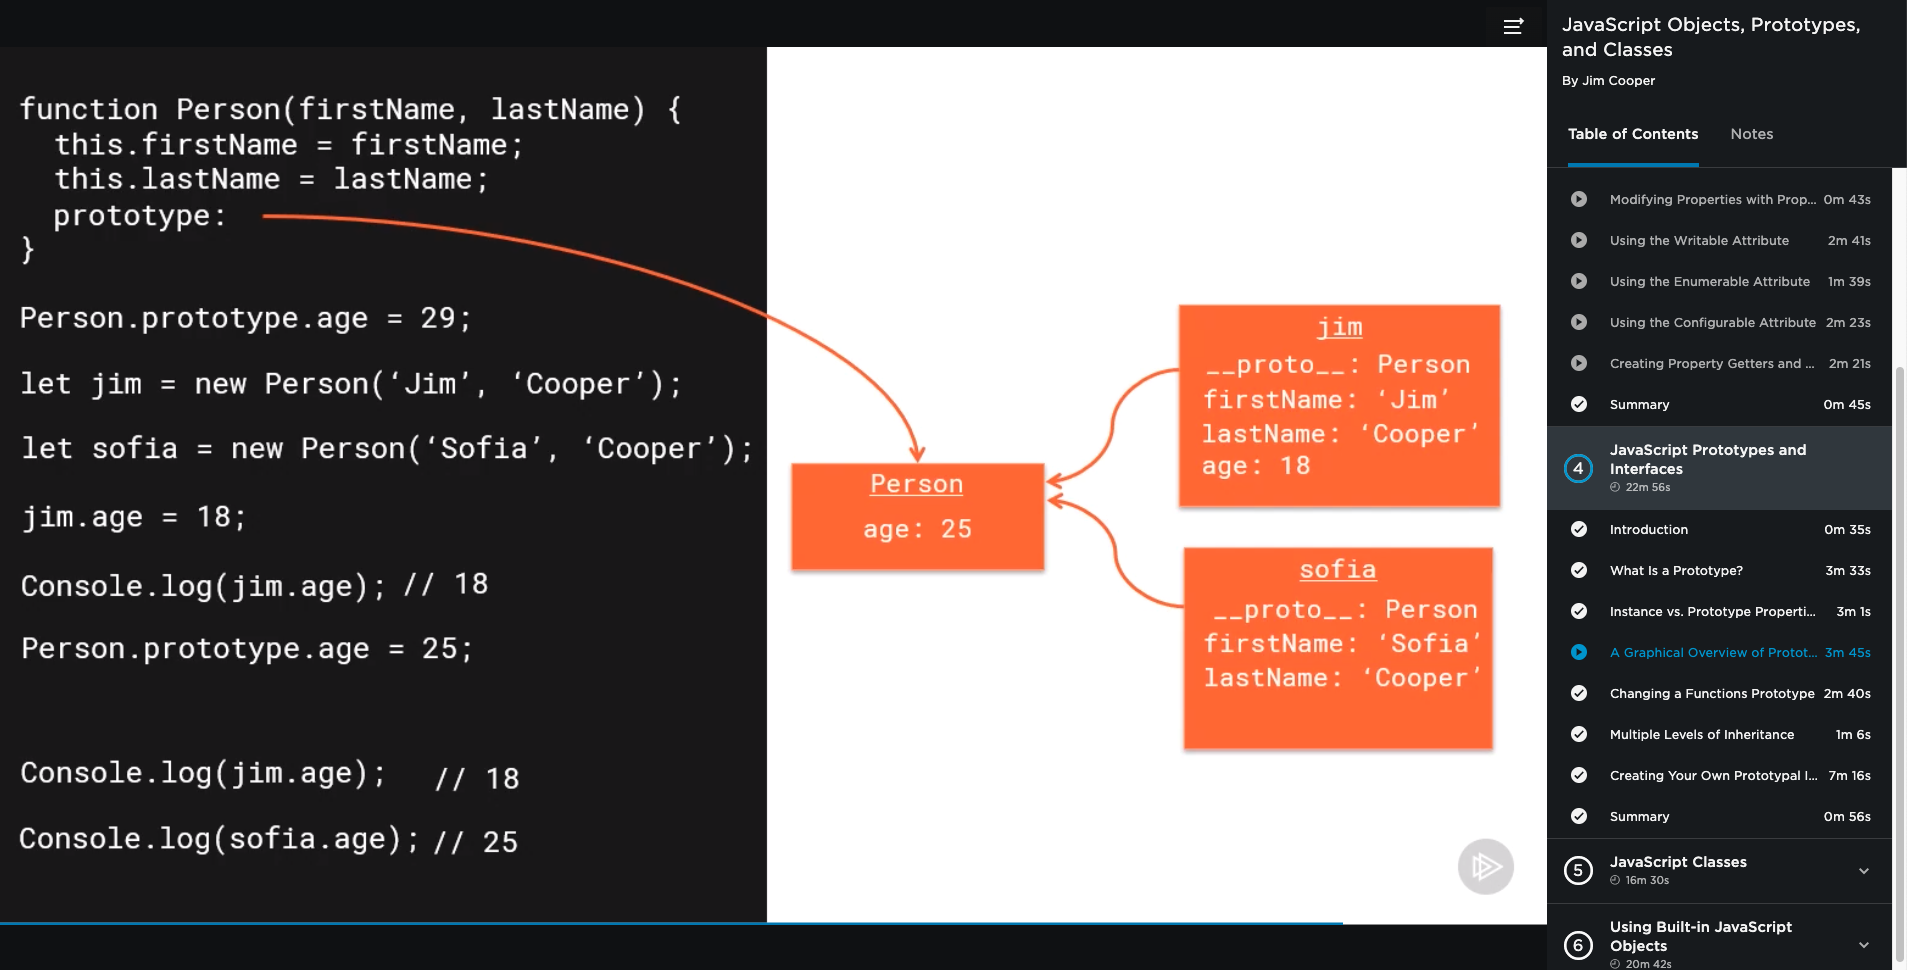 function Person(firstName, lastName) {
this.firstName = firstName;
this.lastName = lastName;
prototype:
}
Person.prototype.age = 29;
let jim = new Person(‘Jim’, ‘Cooper’);
let sofia = new Person(‘Sofia’, ‘Cooper’);
jim.age = 18;
Console.log(jim.age); // 18
Person.prototype.age = 25;
Console.log(jim.age); // 18
Console.log(sofia.age); // 25
Person
age: 25
jim
__proto__: Person
firstName: ‘Jim’
lastName: ‘Cooper’
age: 18
sofia
__proto__: Person
firstName: ‘Sofia’
lastName: ‘Cooper’
JavaScript Objects, Prototypes,
and Classes
By Jim Cooper
Table of Contents Notes
Modifying Properties with Prop... 0m 43s
Using the Writable Attribute 2m 41s
Using the Enumerable Attribute 1m 39s
Using the Configurable Attribute 2m 23s
Creating Property Getters and ... 2m 21s
Summary 0m 45s
4 JavaScript Prototypes and
Interfaces
22m 56s
Introduction 0m 35s
What Is a Prototype? 3m 33s
Instance vs. Prototype Properti... 3m 1s
A Graphical Overview of Protot... 3m 45s
Changing a Functions Prototype 2m 40s
Multiple Levels of Inheritance 1m 6s
Creating Your Own Prototypal I... 7m 16s
Summary 0m 56s
5 JavaScript Classes
16m 30s
6 Using Built-in JavaScript
Objects
20m 42s